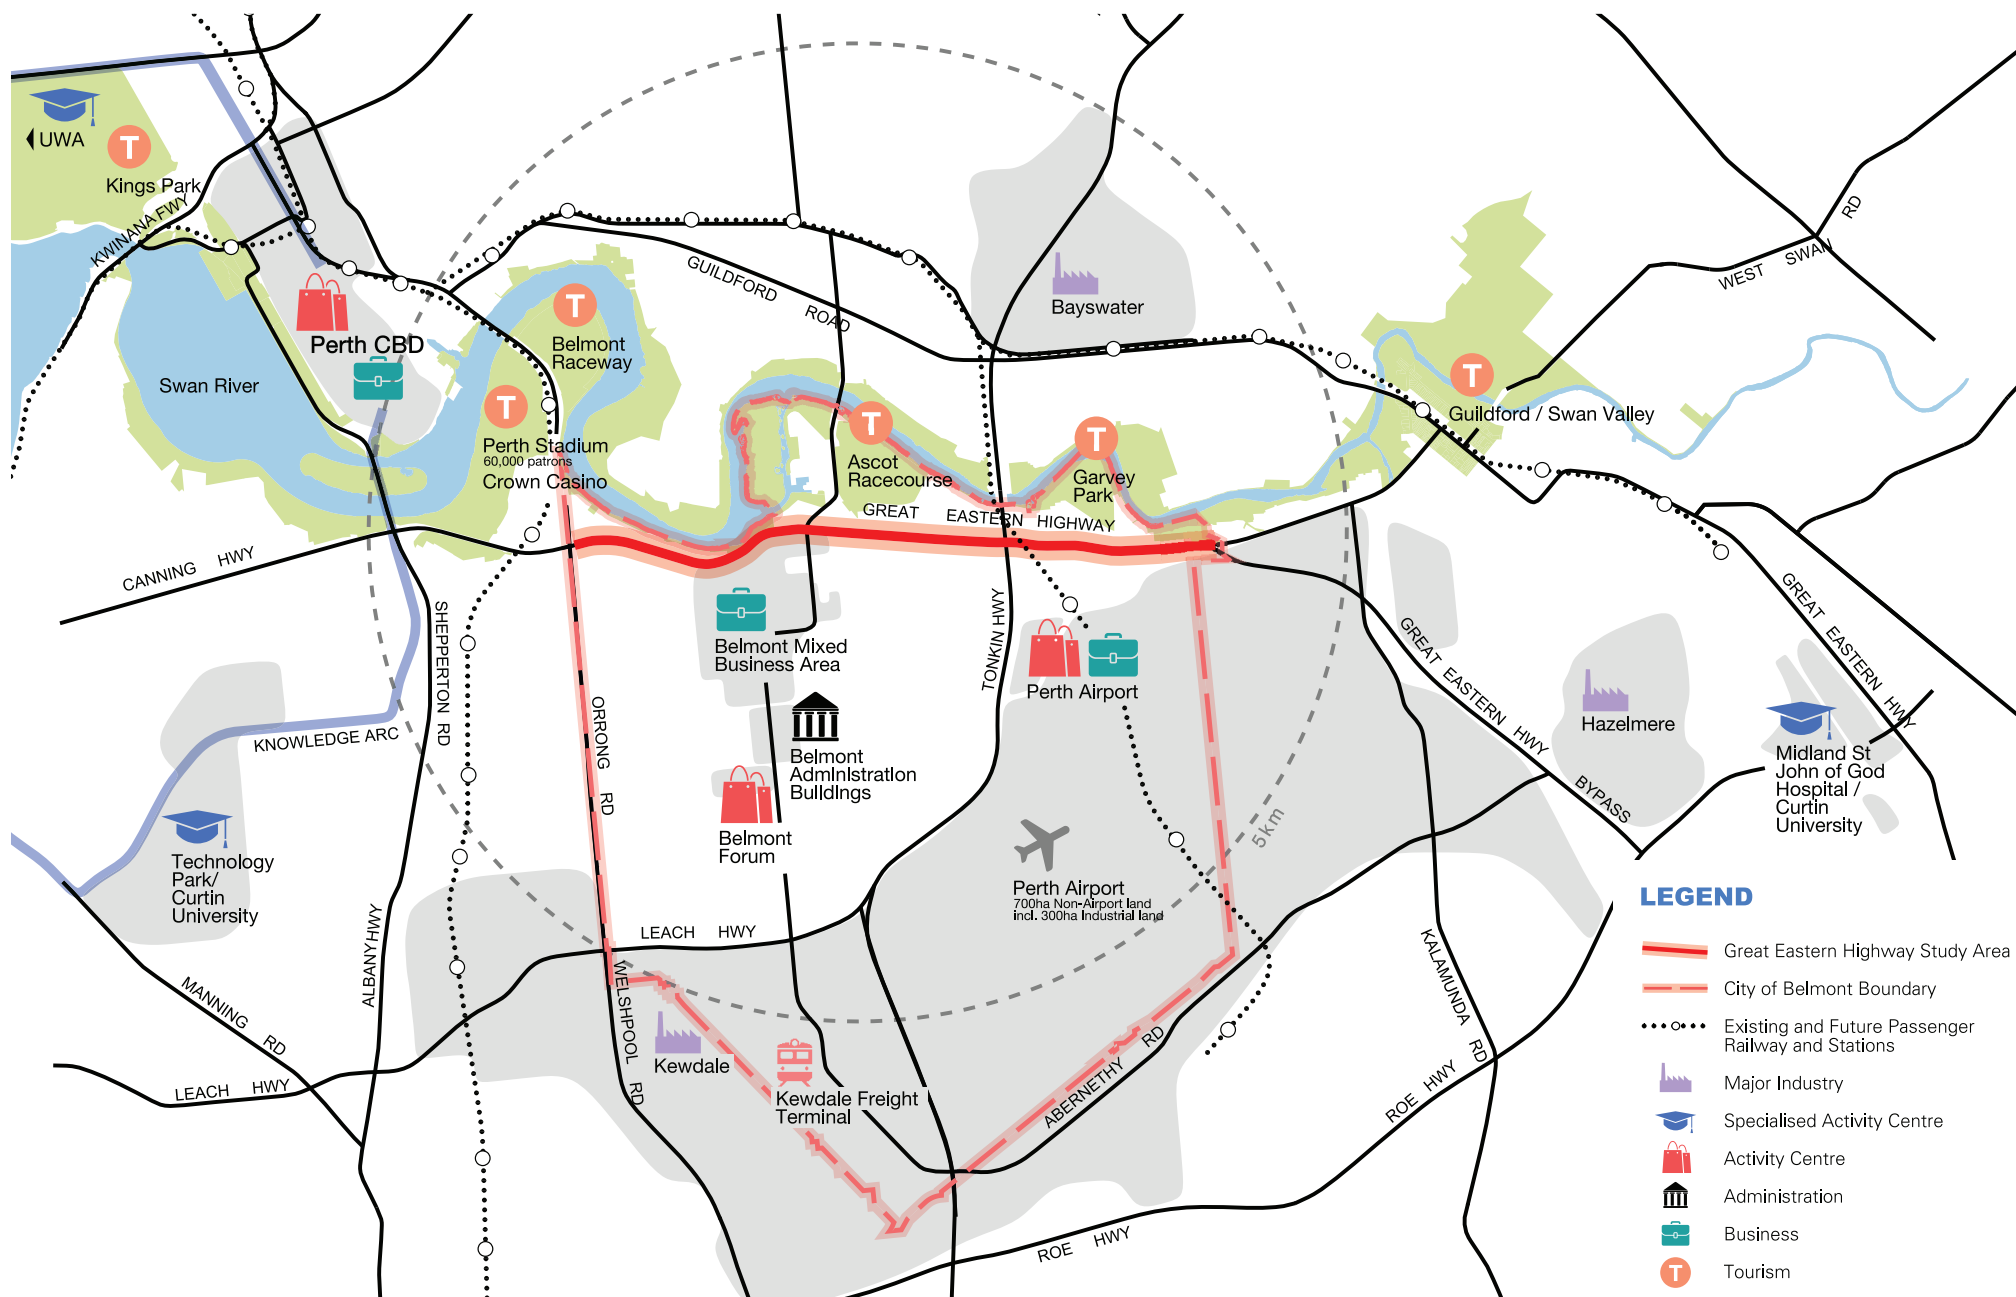 UWA
Kings Park
KWINANA FWY
Perth CBD
Swan River
Belmont
Raceway
Perth Stadium
60,000 patrons
Crown Casino
GUILDFORD ROAD
Bayswater
WEST SWAN RD
Guildford / Swan Valley
Ascot
Racecourse
Garvey
Park
GREAT EASTERN HIGHWAY
CANNING HWY
SHEPPERTON RD
KNOWLEDGE ARC
Technology
Park/
Curtin
University
ORRONG RD
Belmont Mixed
Business Area
Belmont
Administration
Buildings
Belmont
Forum
TONKIN HWY
Perth Airport
5km
Perth Airport
700ha Non-Airport land
incl. 300ha Industrial land
GREAT EASTERN HWY BYPASS
GREAT EASTERN HWY
Hazelmere
Midland St
John of God
Hospital /
Curtin
University
LEACH HWY
ALBANY HWY
MANNING RD
LEACH HWY
WELSHPOOL RD
Kewdale
Kewdale Freight
Terminal
ABERNETHY RD
KALAMUNDA RD
ROE HWY
ROE HWY
LEGEND
Great Eastern Highway Study Area
City of Belmont Boundary
Existing and Future Passenger
Railway and Stations
Major Industry
Specialised Activity Centre
Activity Centre
Administration
Business
T Tourism
T
T
T
T
T
T